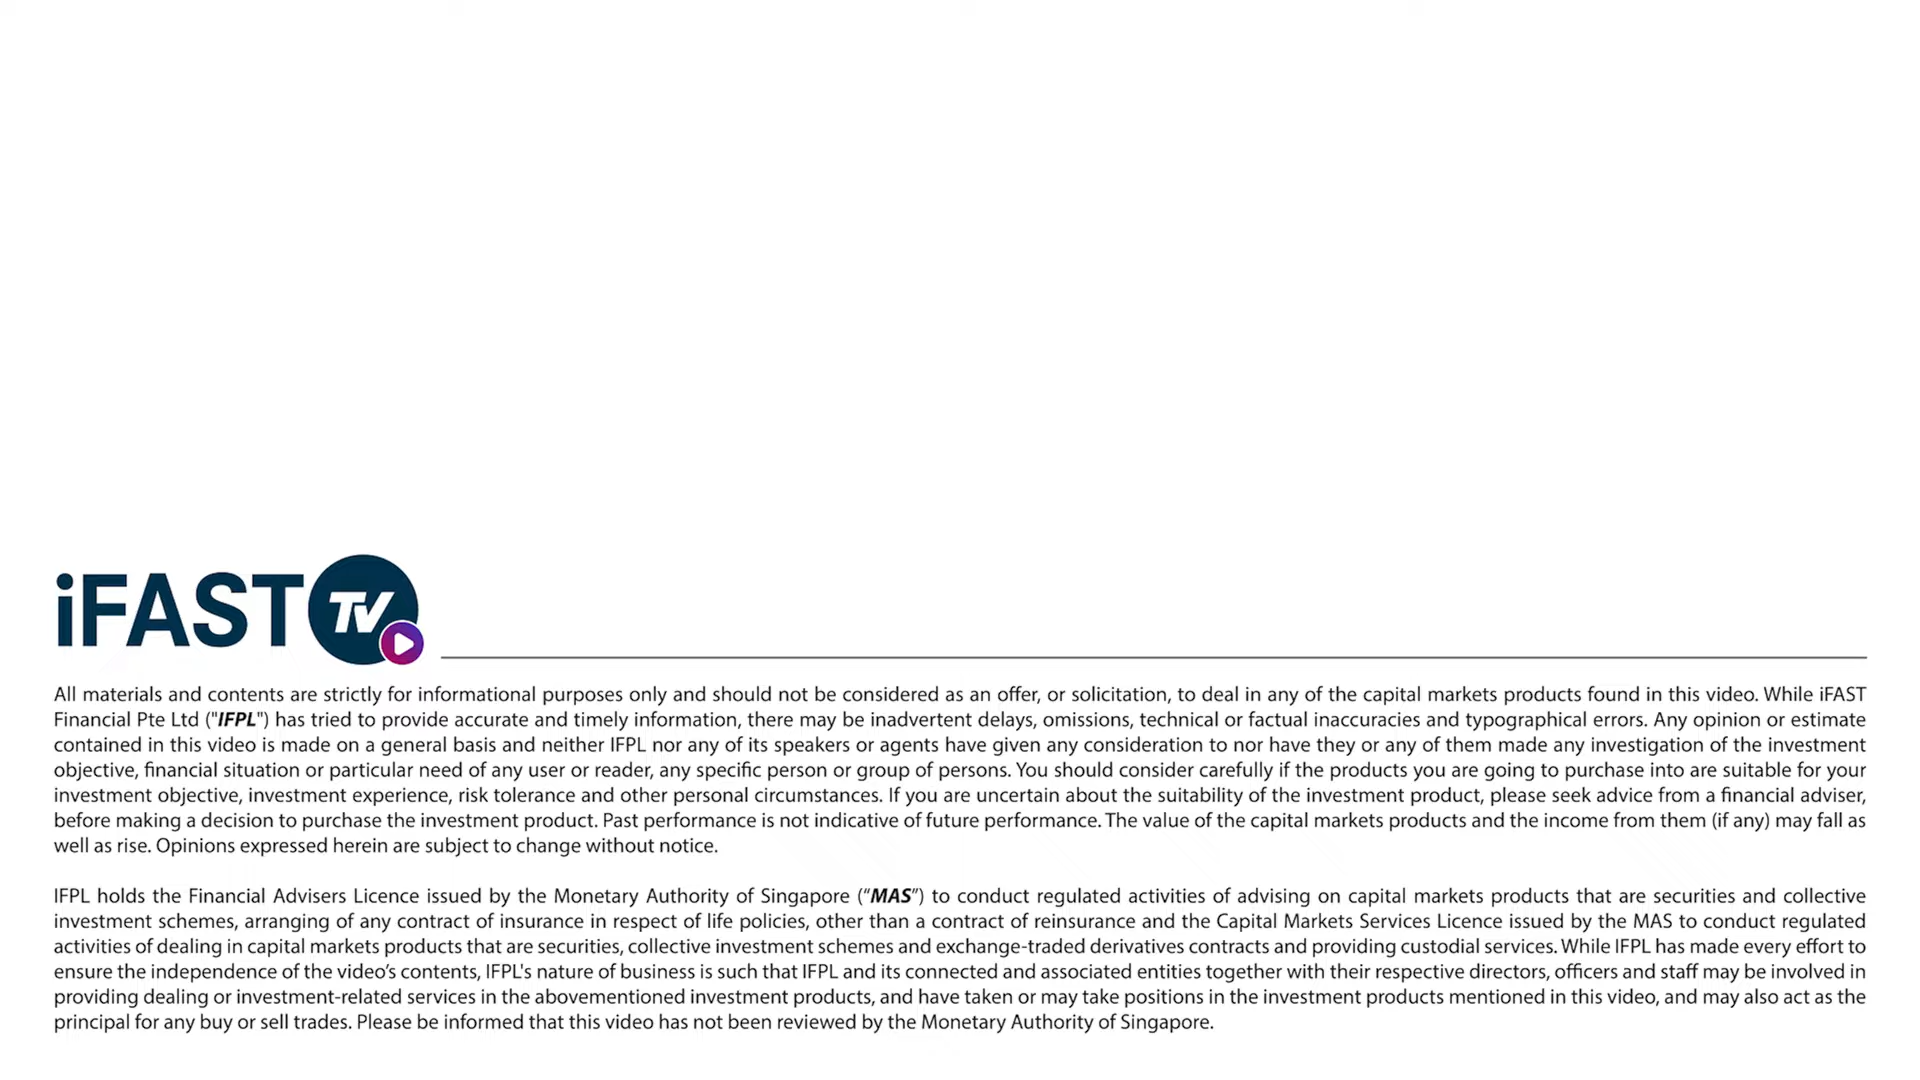 iFAST TV
All materials and contents are strictly for informational purposes only and should not be considered as an offer, or solicitation, to deal in any of the capital markets products found in this video. While iFAST
Financial Pte Ltd ("IFPL") has tried to provide accurate and timely information, there may be inadvertent delays, omissions, technical or factual inaccuracies and typographical errors. Any opinion or estimate
contained in this video is made on a general basis and neither IFPL nor any of its speakers or agents have given any consideration to nor have they or any of them made any investigation of the investment
objective, financial situation or particular need of any user or reader, any specific person or group of persons. You should consider carefully if the products you are going to purchase into are suitable for your
investment objective, investment experience, risk tolerance and other personal circumstances. If you are uncertain about the suitability of the investment product, please seek advice from a financial adviser,
before making a decision to purchase the investment product. Past performance is not indicative of future performance. The value of the capital markets products and the income from them (if any) may fall as
well as rise. Opinions expressed herein are subject to change without notice.
IFPL holds the Financial Advisers Licence issued by the Monetary Authority of Singapore (“MAS”) to conduct regulated activities of advising on capital markets products that are securities and collective
investment schemes, arranging of any contract of insurance in respect of life policies, other than a contract of reinsurance and the Capital Markets Services Licence issued by the MAS to conduct regulated
activities of dealing in capital markets products that are securities, collective investment schemes and exchange-traded derivatives contracts and providing custodial services. While IFPL has made every effort to
ensure the independence of the video’s contents, IFPL's nature of business is such that IFPL and its connected and associated entities together with their respective directors, officers and staff may be involved in
providing dealing or investment-related services in the abovementioned investment products, and have taken or may take positions in the investment products mentioned in this video, and may also act as the
principal for any buy or sell trades. Please be informed that this video has not been reviewed by the Monetary Authority of Singapore.